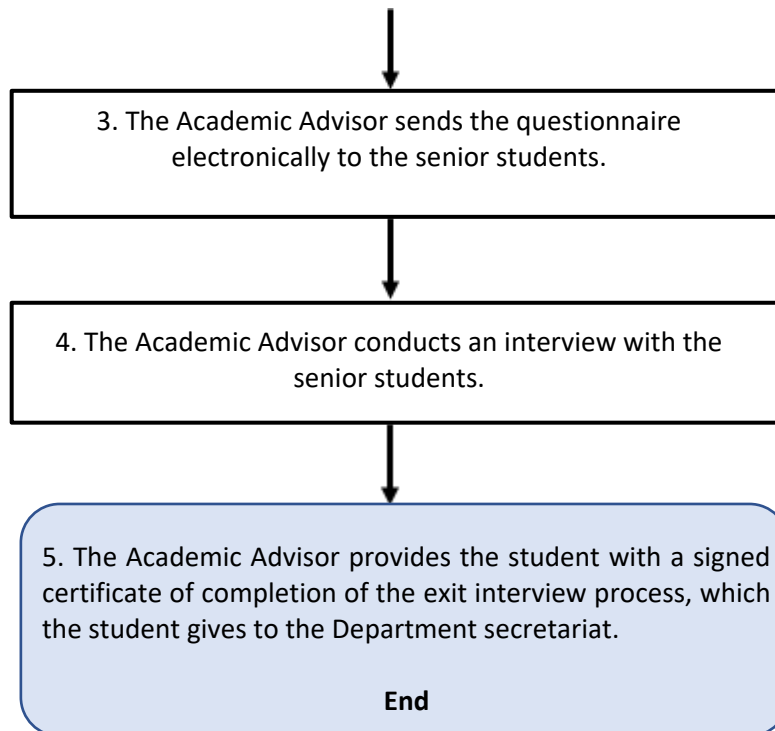 3. The Academic Advisor sends the questionnaire
electronically to the senior students.
4. The Academic Advisor conducts an interview with the
senior students.
5. The Academic Advisor provides the student with a signed
certificate of completion of the exit interview process, which
the student gives to the Department secretariat.
End